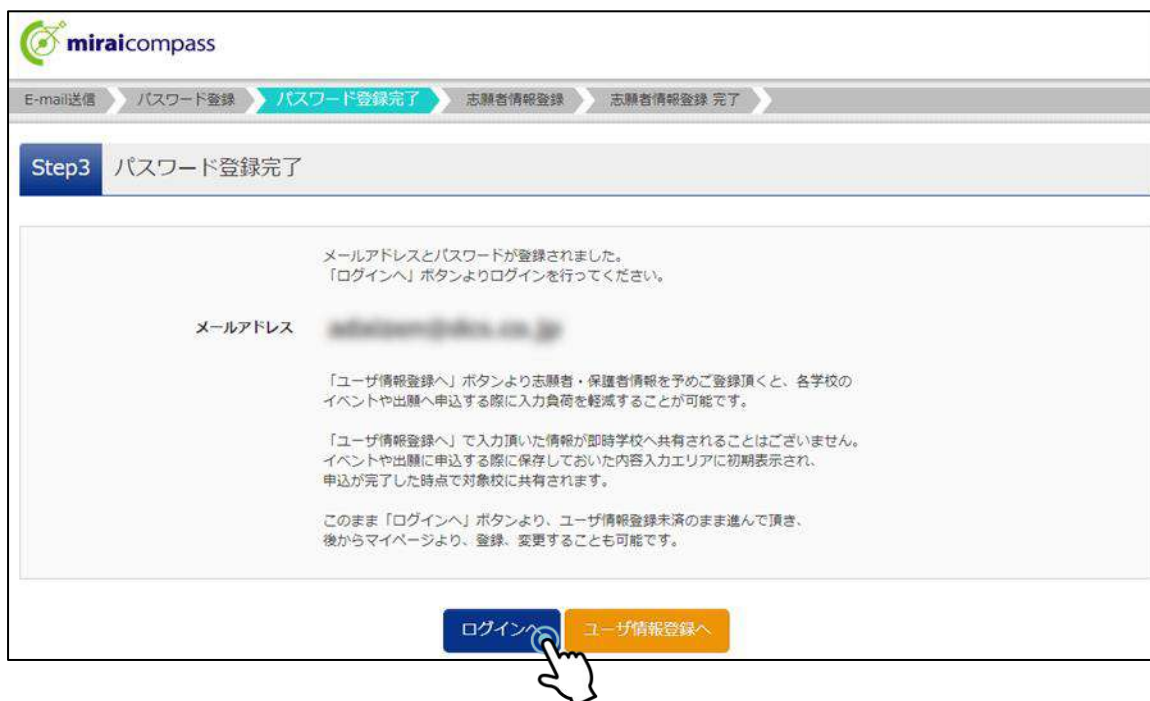 miraicompass
E-mail送信 パスワード登録 パスワード登録完了 志願者情報登録 志願者情報登録 完了
Step3 パスワード登録完了
メールアドレスとパスワードが登録されました。
「ログインへ」ボタンよりログインを行ってください。
メールアドレス
「ユーザ情報登録へ」ボタンより志願者・保護者情報を予めご登録頂くと、各学校の
イベントや出願へ申込する際に入力負荷を軽減することが可能です。
「ユーザ情報登録へ」で入力頂いた情報が即時学校へ共有されることはございません。
イベントや出願に申込する際に保存しておいた内容入力エリアに初期表示され、
申込が完了した時点で対象校に共有されます。
このまま「ログインへ」ボタンより、ユーザ情報登録未済のまま進んで頂き、
後からマイページより、登録、変更することも可能です。
ログインへ ユーザ情報登録へ